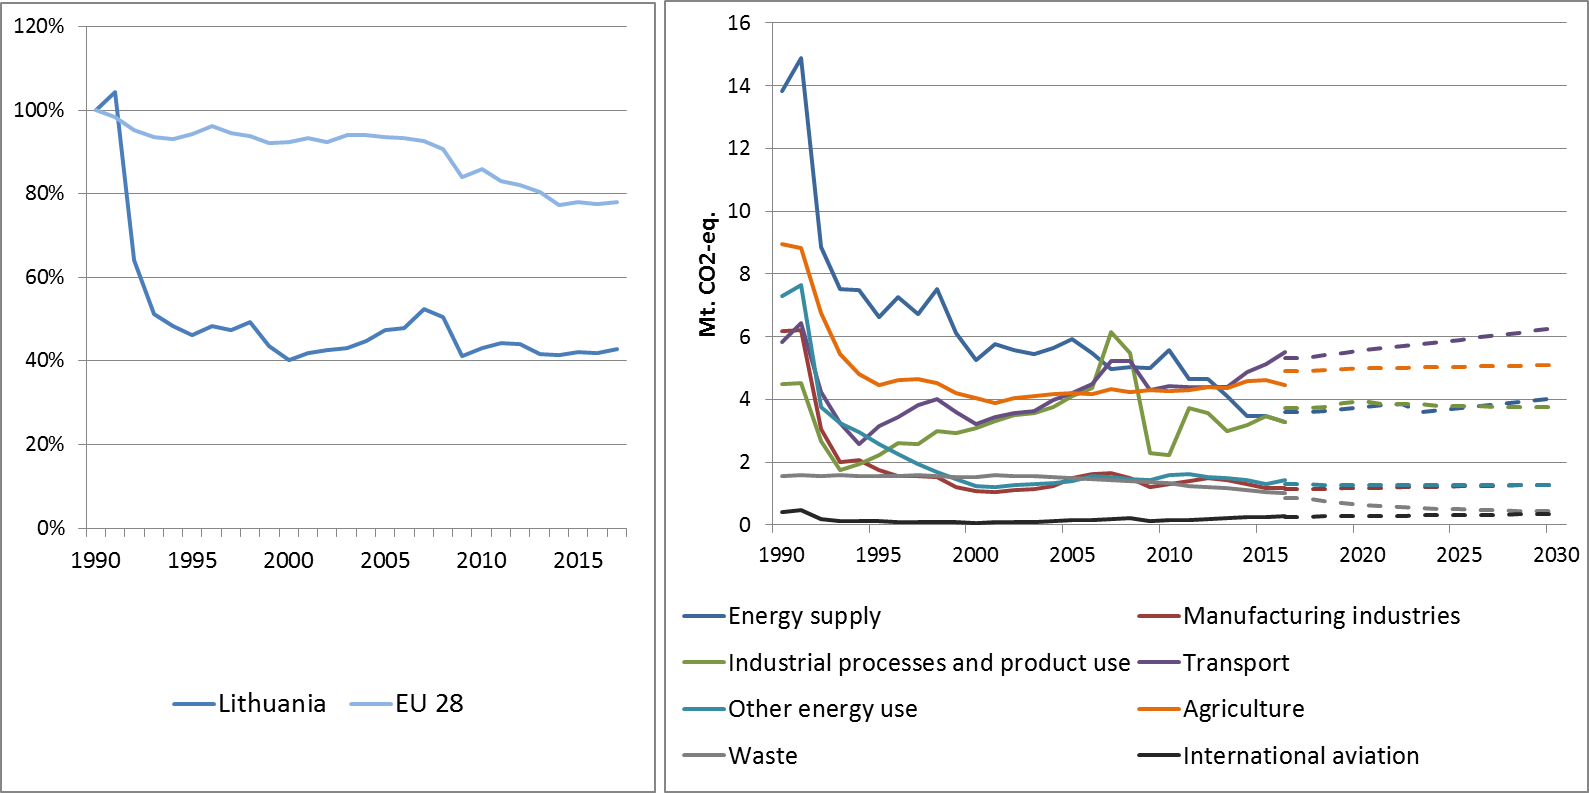 120%
100%
80%
60%
40%
20%
0%
1990 1995 2000 2005 2010 2015
Lithuania EU 28
Mt. CO2-eq.
16
14
12
10
8
6
4
2
0
1990 1995 2000 2005 2010 2015 2020 2025 2030
Energy supply Manufacturing industries
Industrial processes and product use Transport
Other energy use Agriculture
Waste International aviation